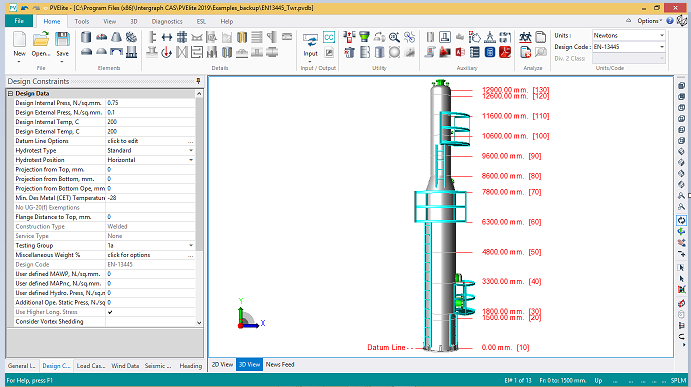 PVElite - [C:\Program Files (x86)\Intergraph CAS\PVElite 2019\Examples_backup\EN13445_Twr.pvdb]
File Home Tools View 3D Diagnostics ESL Help Options
New Open Input Analyze
Units : Newtons
Design Code : EN-13445
Div. 2 Class
File Elements Details Input / Output Utility Auxiliary Analyze Units/Code
Design Constraints
Design Data
Design Internal Press, N./sq.mm. 0.75
Design External Press, N./sq.mm. 0.1
Design Internal Temp, C 200
Design External Temp, C 200
Datum Line Options click to edit ...
Hydrotest Type Standard
Hydrotest Position Horizontal
Projection from Top, mm. 0
Projection from Bottom, mm. 0
Projection from Bottom Ope, mm 0
Min. Des Metal (CET) Temperatur -28
No UG-20(f) Exemptions
Flange Distance to Top, mm. 0
Construction Type Welded
Service Type None
Testing Group 1a
Miscellaneous Weight % click for options ...
Design Code EN-13445
User defined MAWP, N./sq.mm. 0
User defined MAPnc, N./sq.mm. 0
User defined Hydro. Press, N./sq.m 0
Additional Ope. Static Press, N./sq 0
Use Higher Long. Stress
Consider Vortex Shedding
General I... Design C... Load Cas... Wind Data Seismic ... Heading
12900.00 mm. [130]
12600.00 mm. [120]
11600.00 mm. [110]
10600.00 mm. [100]
9600.00 mm. [90]
8600.00 mm. [80]
7800.00 mm. [70]
6300.00 mm. [60]
4800.00 mm. [50]
3300.00 mm. [40]
1800.00 mm. [30]
1500.00 mm. [20]
Datum Line 0.00 mm. [10]
Y
X
2D View 3D View News Feed
For Help, press F1 El# 1 of 13 Fr: 0 to: 1500 mm. Up ... ... ... ... ... SPLM